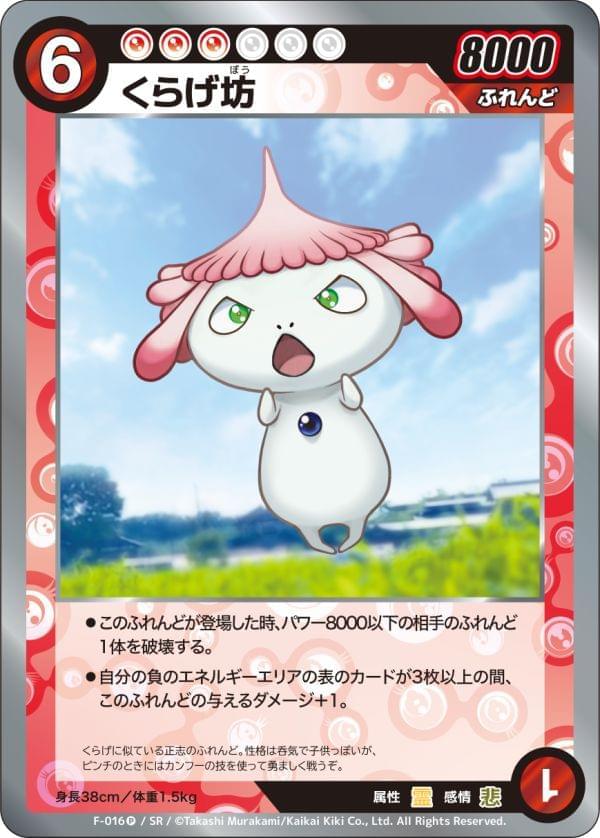 6
8000
ふれんど
ぼう
くらげ坊
●このふれんどが登場した時、パワー8000以下の相手のふれんど
1体を破壊する。
●自分の負のエネルギーエリアの表のカードが3枚以上の間、
このふれんどの与えるダメージ+1。
くらげに似ている正志のふれんど。性格は呑気で子供っぽいが、
ピンチのときにはカンフーの技を使って勇ましく戦うぞ。
身長38cm/体重1.5kg
属性 霊 感情 悲
1
F-016 P / SR / ©Takashi Murakami/Kaikai Kiki Co., Ltd. All Rights Reserved.